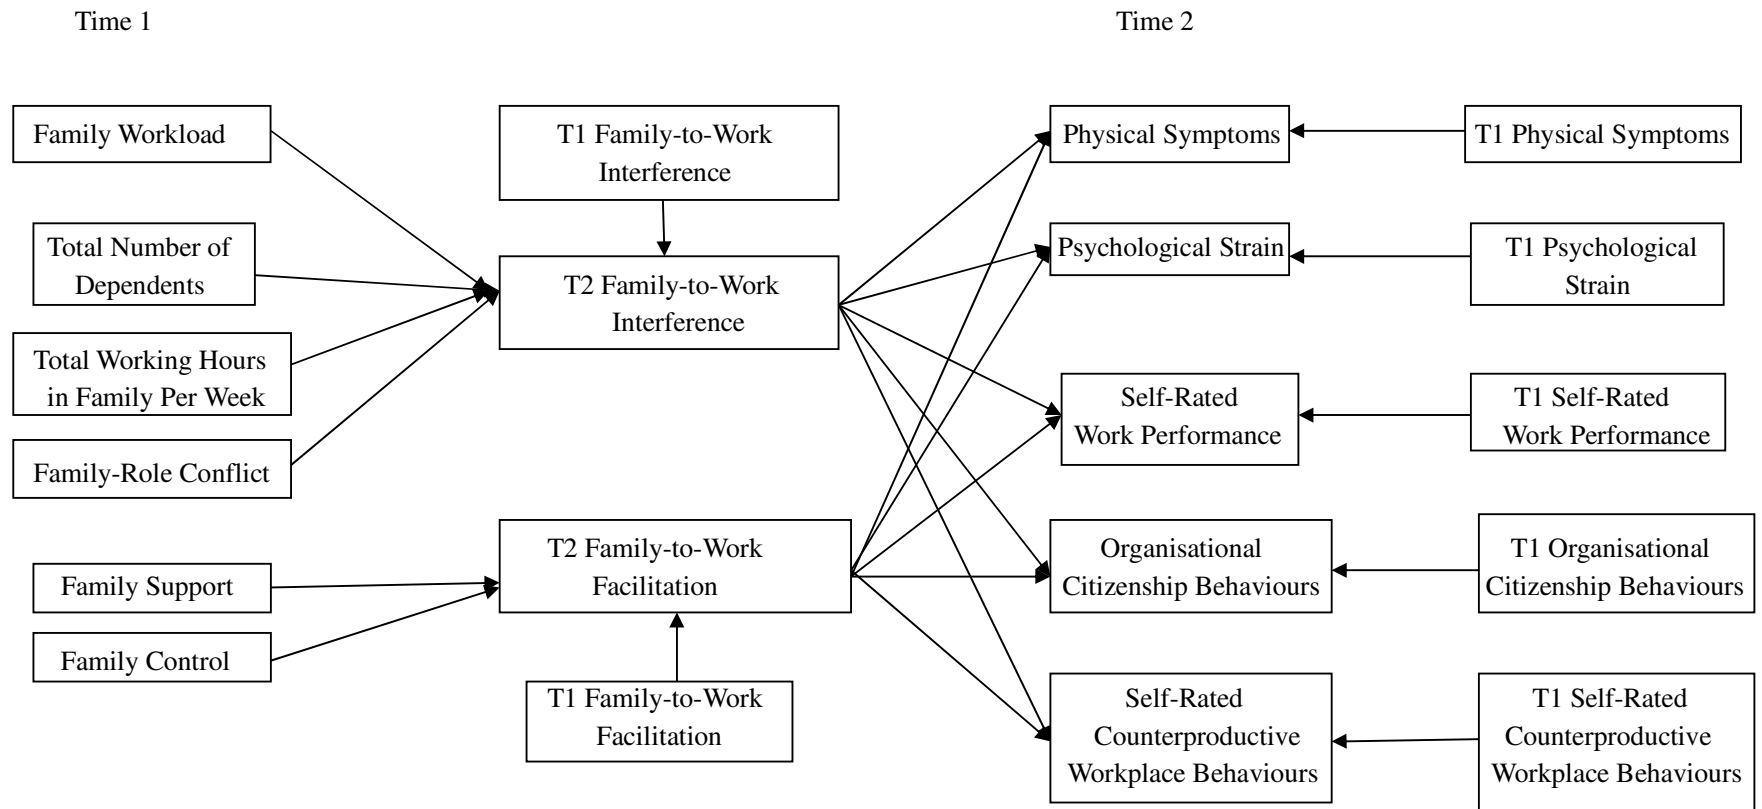 Time 1
Time 2
Family Workload
Total Number of
Dependents
Total Working Hours
in Family Per Week
Family-Role Conflict
Family Support
Family Control
T1 Family-to-Work
Interference
T2 Family-to-Work
Interference
T2 Family-to-Work
Facilitation
T1 Family-to-Work
Facilitation
Physical Symptoms
Psychological Strain
Self-Rated
Work Performance
Organisational
Citizenship Behaviours
Self-Rated
Counterproductive
Workplace Behaviours
T1 Physical Symptoms
T1 Psychological
Strain
T1 Self-Rated
Work Performance
T1 Organisational
Citizenship Behaviours
T1 Self-Rated
Counterproductive
Workplace Behaviours